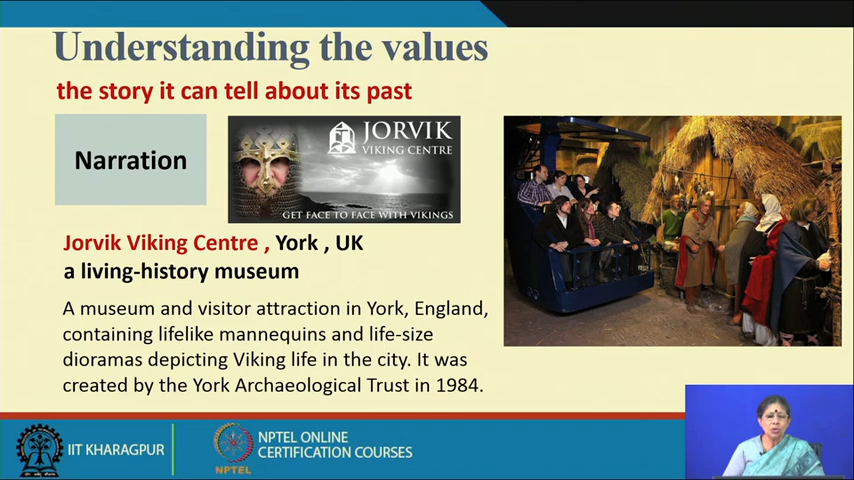 Understanding the values
the story it can tell about its past
Narration
JORVIK
VIKING CENTRE
GET FACE TO FACE WITH VIKINGS
Jorvik Viking Centre , York , UK
a living-history museum
A museum and visitor attraction in York, England,
containing lifelike mannequins and life-size
dioramas depicting Viking life in the city. It was
created by the York Archaeological Trust in 1984.
IIT KHARAGPUR
NPTEL
NPTEL ONLINE
CERTIFICATION COURSES